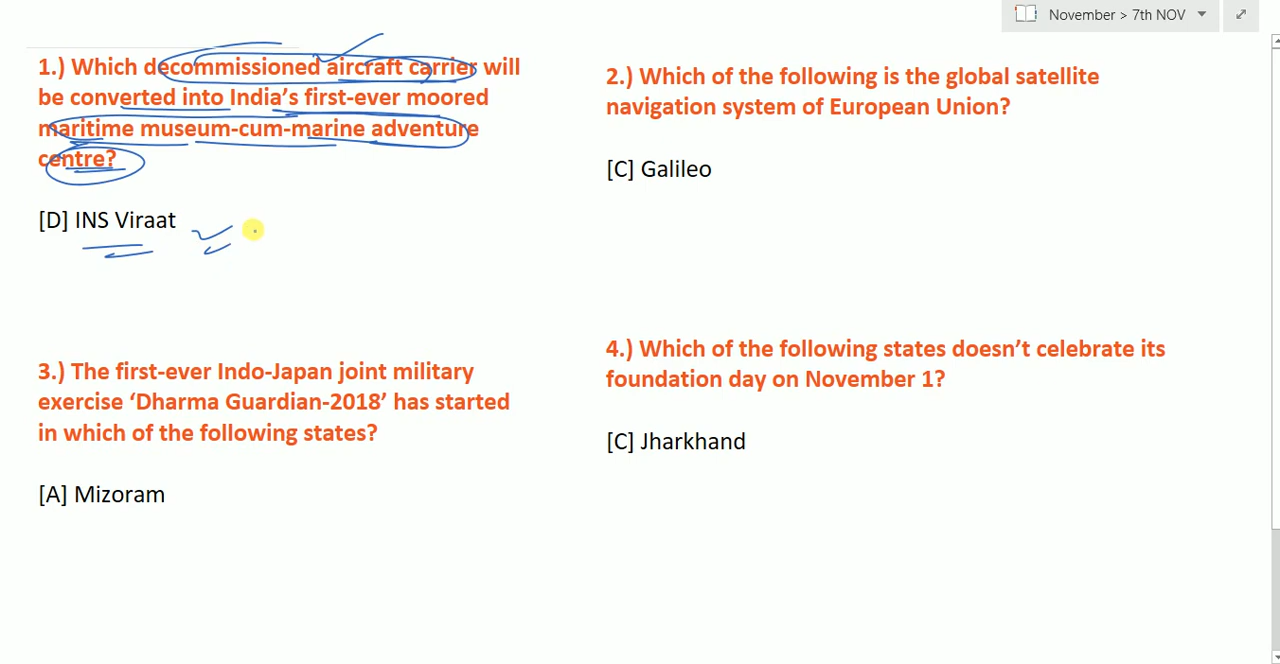 November > 7th NOV
1.) Which decommissioned aircraft carrier will
be converted into India's first-ever moored
maritime museum-cum-marine adventure
centre?
[D] INS Viraat
2.) Which of the following is the global satellite
navigation system of European Union?
[C] Galileo
3.) The first-ever Indo-Japan joint military
exercise ‘Dharma Guardian-2018’ has started
in which of the following states?
[A] Mizoram
4.) Which of the following states doesn't celebrate its
foundation day on November 1?
[C] Jharkhand